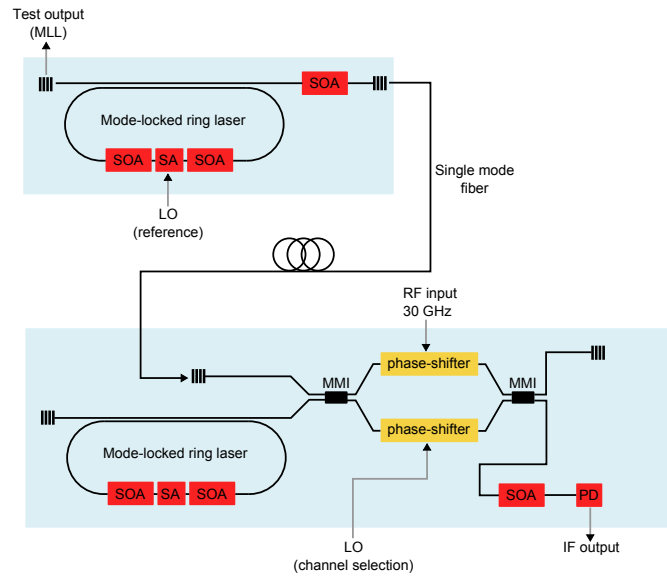 Test output
(MLL)
SOA
Mode-locked ring laser
SOA
SA
SOA
LO
(reference)
Single mode
fiber
RF input
30 GHz
phase-shifter
MMI
MMI
phase-shifter
Mode-locked ring laser
SOA
SA
SOA
SOA
PD
LO
(channel selection)
IF output